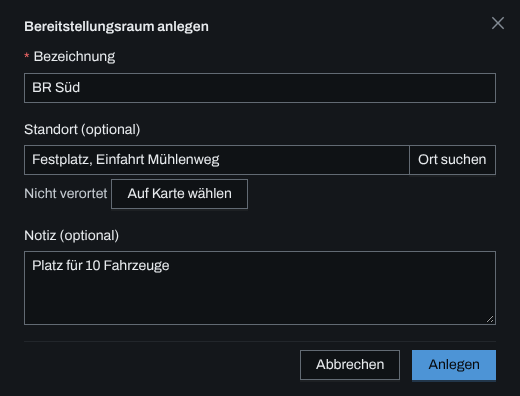 Bereitstellungsraum anlegen
* Bezeichnung
BR Süd
Standort (optional)
Festplatz, Einfahrt Mühlenweg
Ort suchen
Nicht verortet
Auf Karte wählen
Notiz (optional)
Platz für 10 Fahrzeuge
Abbrechen
Anlegen